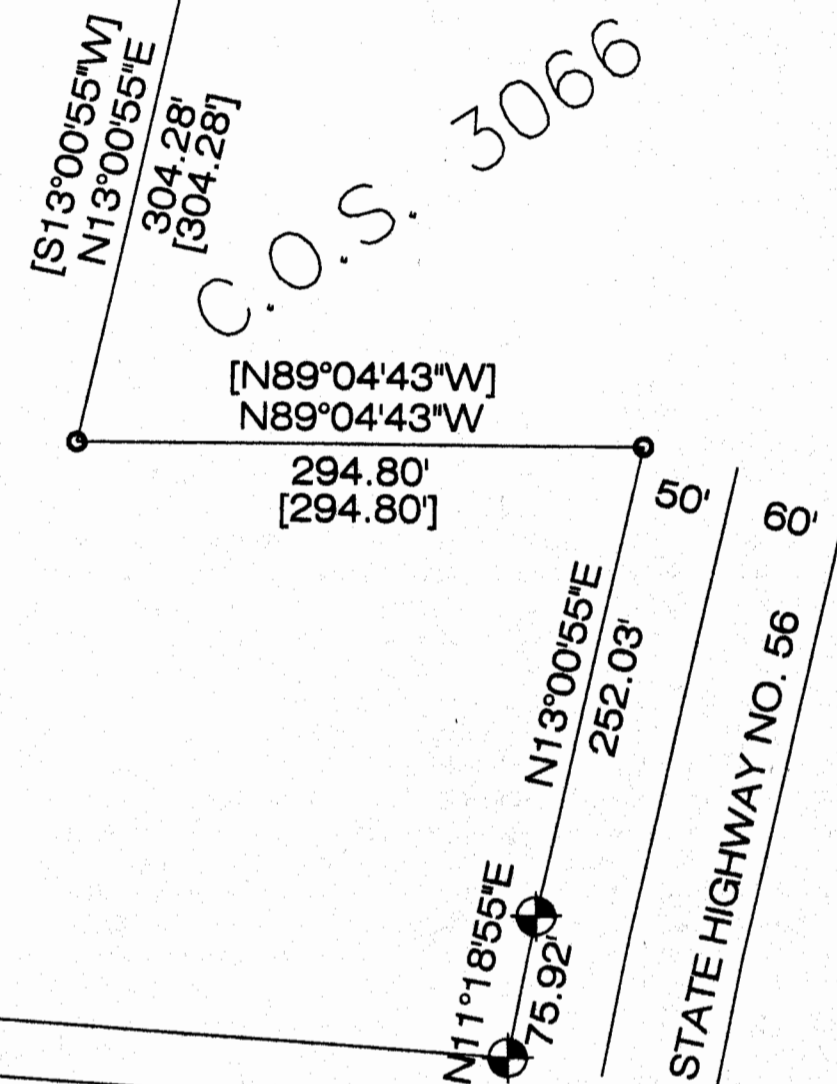 [S13°00'55"W]
N13°00'55"E
304.28'
[304.28']
C.O.S. 3066
[N89°04'43"W]
N89°04'43"W
294.80'
[294.80']
50'
60'
N13°00'55"E
252.03'
STATE HIGHWAY NO. 56
N11°18'55"E
75.92'